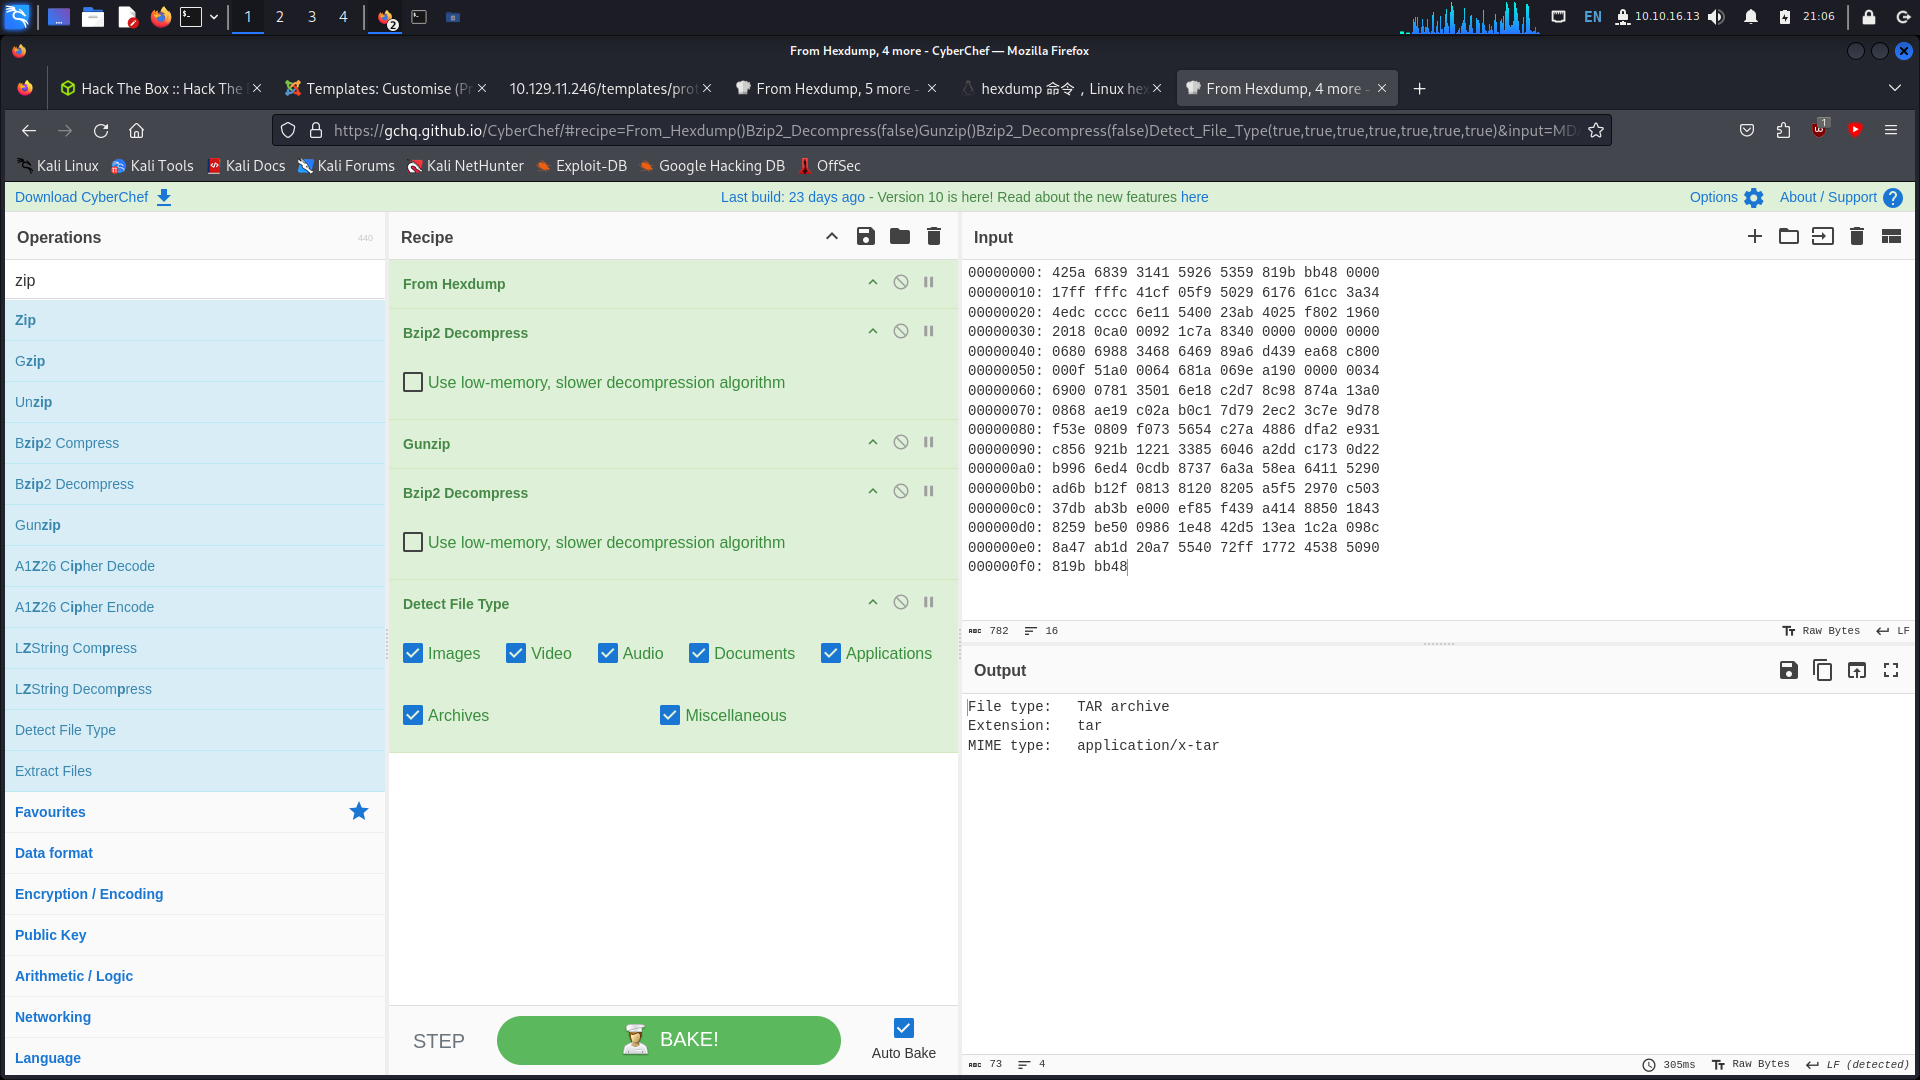 1 2 3 4 2 EN 10.10.16.13 21:06
From Hexdump, 4 more - CyberChef — Mozilla Firefox
Hack The Box :: Hack The
Templates: Customise (Pr
10.129.11.246/templates/prot
From Hexdump, 5 more -
hexdump 命令，Linux hex
From Hexdump, 4 more -
https://gchq.github.io/CyberChef/#recipe=From_Hexdump()Bzip2_Decompress(false)Gunzip()Bzip2_Decompress(false)Detect_File_Type(true,true,true,true,true,true,true)&input=MD
1
Kali Linux Kali Tools Kali Docs Kali Forums Kali NetHunter Exploit-DB Google Hacking DB OffSec
Download CyberChef
Last build: 23 days ago - Version 10 is here! Read about the new features here
Options About / Support
Operations
440
zip
Zip
Gzip
Unzip
Bzip2 Compress
Bzip2 Decompress
Gunzip
A1Z26 Cipher Decode
A1Z26 Cipher Encode
LZString Compress
LZString Decompress
Detect File Type
Extract Files
Favourites
Data format
Encryption / Encoding
Public Key
Arithmetic / Logic
Networking
Language
Recipe
From Hexdump
Bzip2 Decompress
Use low-memory, slower decompression algorithm
Gunzip
Bzip2 Decompress
Use low-memory, slower decompression algorithm
Detect File Type
Images Video Audio Documents Applications
Archives Miscellaneous
STEP
BAKE!
Auto Bake
Input
00000000: 425a 6839 3141 5926 5359 819b bb48 0000
00000010: 17ff fffc 41cf 05f9 5029 6176 61cc 3a34
00000020: 4edc cccc 6e11 5400 23ab 4025 f802 1960
00000030: 2018 0ca0 0092 1c7a 8340 0000 0000 0000
00000040: 0680 6988 3468 6469 89a6 d439 ea68 c800
00000050: 000f 51a0 0064 681a 069e a190 0000 0034
00000060: 6900 0781 3501 6e18 c2d7 8c98 874a 13a0
00000070: 0868 ae19 c02a b0c1 7d79 2ec2 3c7e 9d78
00000080: f53e 0809 f073 5654 c27a 4886 dfa2 e931
00000090: c856 921b 1221 3385 6046 a2dd c173 0d22
000000a0: b996 6ed4 0cdb 8737 6a3a 58ea 6411 5290
000000b0: ad6b b12f 0813 8120 8205 a5f5 2970 c503
000000c0: 37db ab3b e000 ef85 f439 a414 8850 1843
000000d0: 8259 be50 0986 1e48 42d5 13ea 1c2a 098c
000000e0: 8a47 ab1d 20a7 5540 72ff 1772 4538 5090
000000f0: 819b bb48
782 16 Raw Bytes LF
Output
File type: TAR archive
Extension: tar
MIME type: application/x-tar
73 4 305ms Raw Bytes LF (detected)